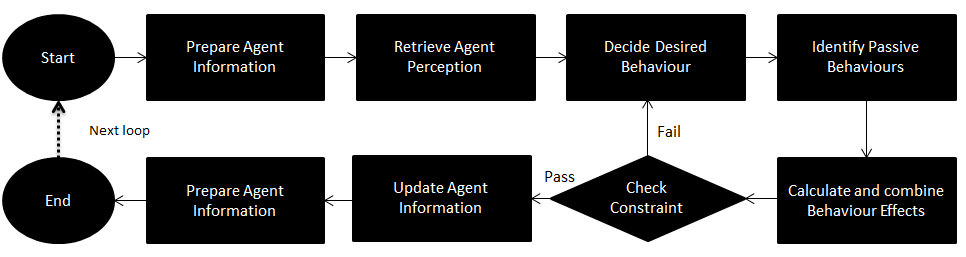 Start
Prepare Agent
Information
Retrieve Agent
Perception
Decide Desired
Behaviour
Identify Passive
Behaviours
Next loop
Fail
Pass
End
Prepare Agent
Information
Update Agent
Information
Check
Constraint
Calculate and combine
Behaviour Effects